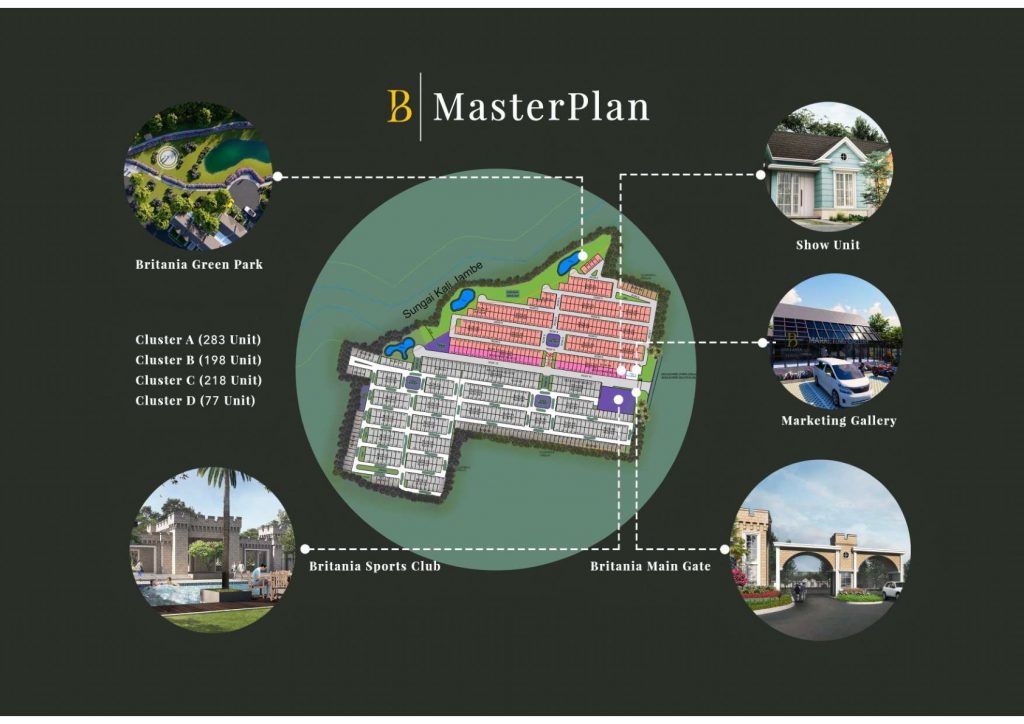 B MasterPlan
Britania Green Park
Show Unit
Sungai Kali Jambe
Cluster A (283 Unit)
Cluster B (198 Unit)
Cluster C (218 Unit)
Cluster D (77 Unit)
B
Marketing Gallery
Britania Sports Club
Britania Main Gate